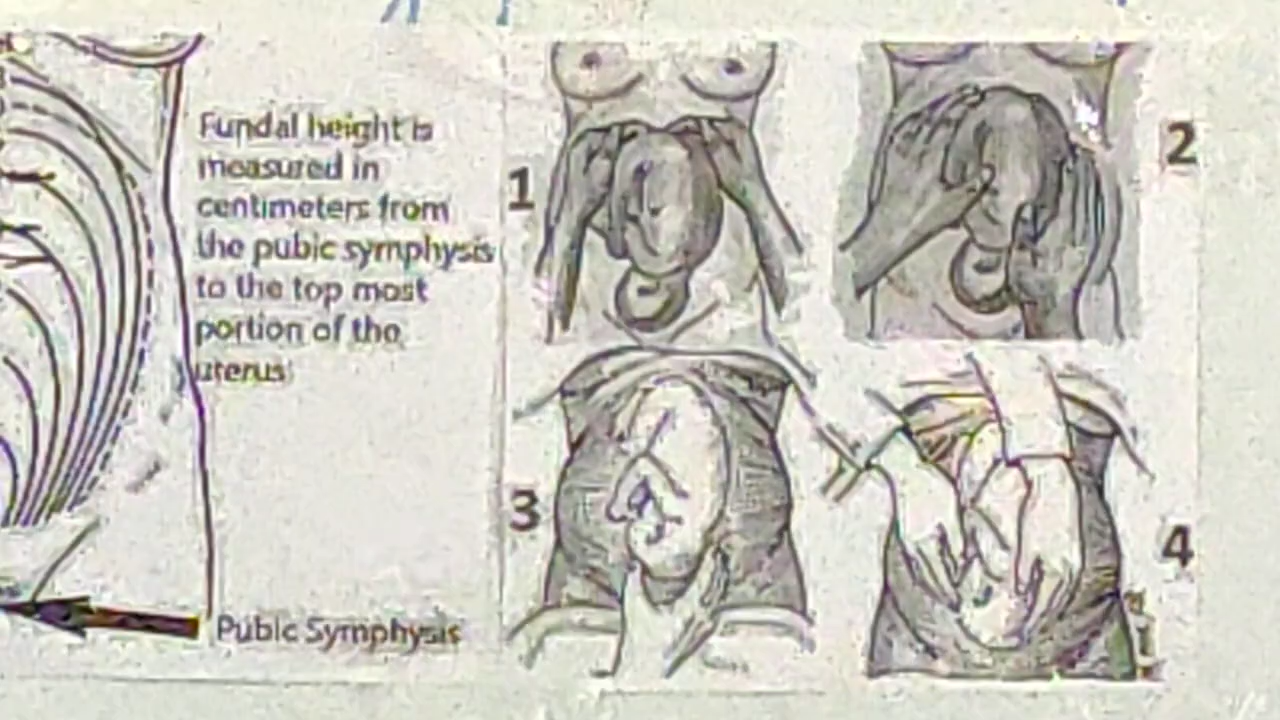 Fundal height is
measured in
centimeters from
the pubic symphysis
to the top most
portion of the
uterus
Pubic Symphysis
1
2
3
4